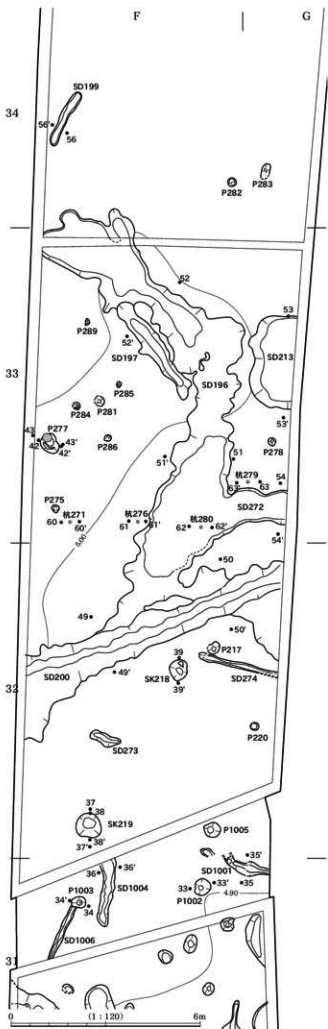 F G
34
SD199
56'
56
P283
P282
52
53
P289
52'
SD197
33
SD213
SD196
P285
P284 P281
53'
43 P277
42 43'
42'
P286
P278
51' 51
杭279
63' 63 54
P275
杭271 杭276 杭280
SD272
60 60' 61 61' 62 62'
5.00
54'
50
49
50'
39
P217
SD200 49' SK218
39'
SD274
32
SD273
P220
37
38
SK219
P1005
38'
37'
36' 35'
36 SD1001
P1003 SD1004 33 33' 35
34' P1002 4.90
34
SD1006
31
0 (1:120) 6m